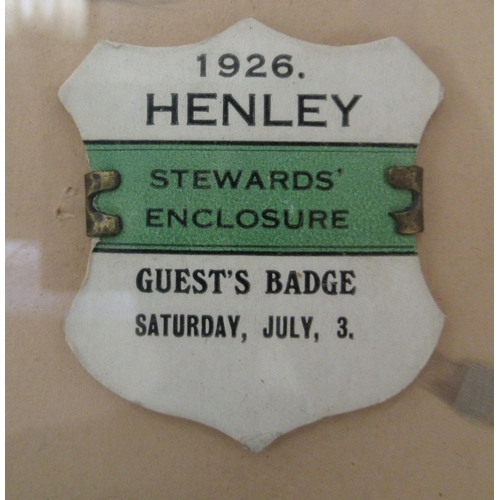 1926.
HENLEY
STEWARDS'
ENCLOSURE
GUEST'S BADGE
SATURDAY, JULY, 3.